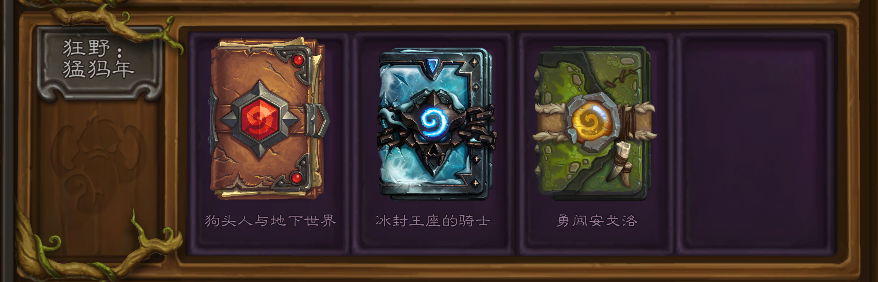 狂野：
猛犸年
狗头人与地下世界
冰封王座的骑士
勇闯安戈洛